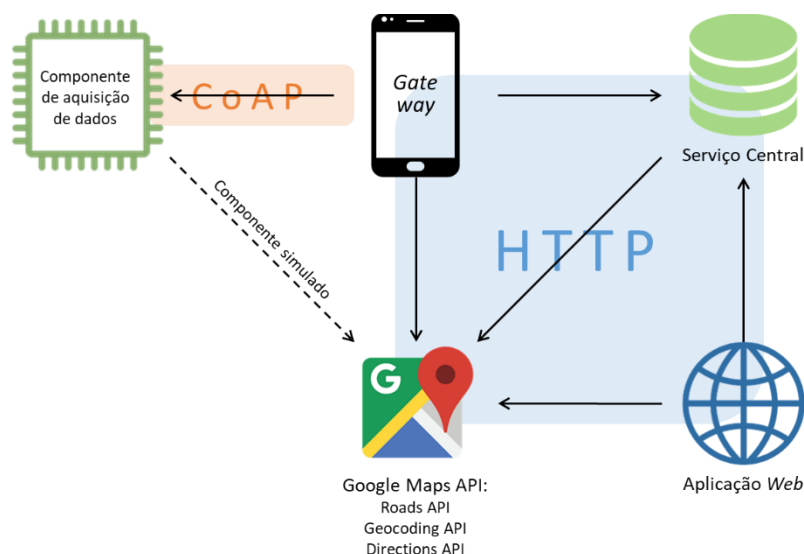 Componente
de aquisição
de dados
CoAP
Gate
way
Serviço Central
Componente simulado
HTTP
G
Google Maps API:
Roads API
Geocoding API
Directions API
Aplicação Web